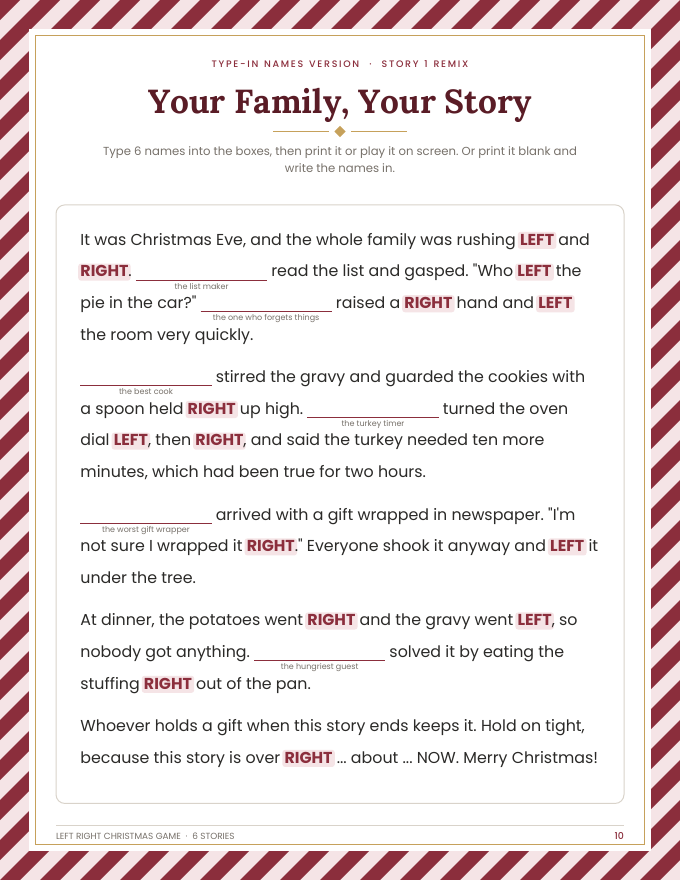 TYPE-IN NAMES VERSION · STORY 1 REMIX
Your Family, Your Story
Type 6 names into the boxes, then print it or play it on screen. Or print it blank and
write the names in.
It was Christmas Eve, and the whole family was rushing LEFT and
RIGHT. ______________ read the list and gasped. "Who LEFT the
the list maker
pie in the car?" ______________ raised a RIGHT hand and LEFT
the one who forgets things
the room very quickly.
______________ stirred the gravy and guarded the cookies with
the best cook
a spoon held RIGHT up high. ______________ turned the oven
the turkey timer
dial LEFT, then RIGHT, and said the turkey needed ten more
minutes, which had been true for two hours.
______________ arrived with a gift wrapped in newspaper. "I'm
the worst gift wrapper
not sure I wrapped it RIGHT." Everyone shook it anyway and LEFT it
under the tree.
At dinner, the potatoes went RIGHT and the gravy went LEFT, so
nobody got anything. ______________ solved it by eating the
the hungriest guest
stuffing RIGHT out of the pan.
Whoever holds a gift when this story ends keeps it. Hold on tight,
because this story is over RIGHT ... about ... NOW. Merry Christmas!
LEFT RIGHT CHRISTMAS GAME · 6 STORIES
10